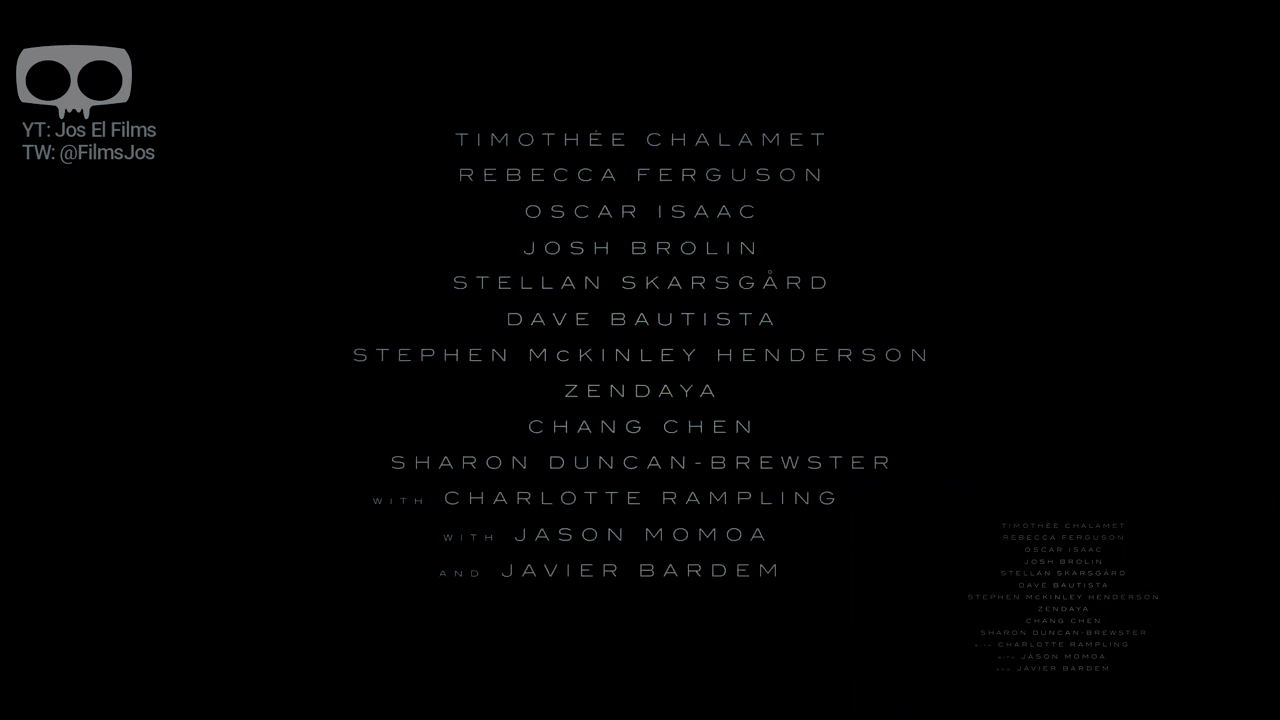 YT: Jos El Films
TW: @FilmsJos
TIMOTHÉE CHALAMET
REBECCA FERGUSON
OSCAR ISAAC
JOSH BROLIN
STELLAN SKARSGÅRD
DAVE BAUTISTA
STEPHEN McKINLEY HENDERSON
ZENDAYA
CHANG CHEN
SHARON DUNCAN-BREWSTER
WITH CHARLOTTE RAMPLING
WITH JASON MOMOA
AND JAVIER BARDEM
TIMOTHÉE CHALAMET
REBECCA FERGUSON
OSCAR ISAAC
JOSH BROLIN
STELLAN SKARSGÅRD
DAVE BAUTISTA
STEPHEN McKINLEY HENDERSON
ZENDAYA
CHANG CHEN
SHARON DUNCAN-BREWSTER
WITH CHARLOTTE RAMPLING
WITH JASON MOMOA
AND JAVIER BARDEM